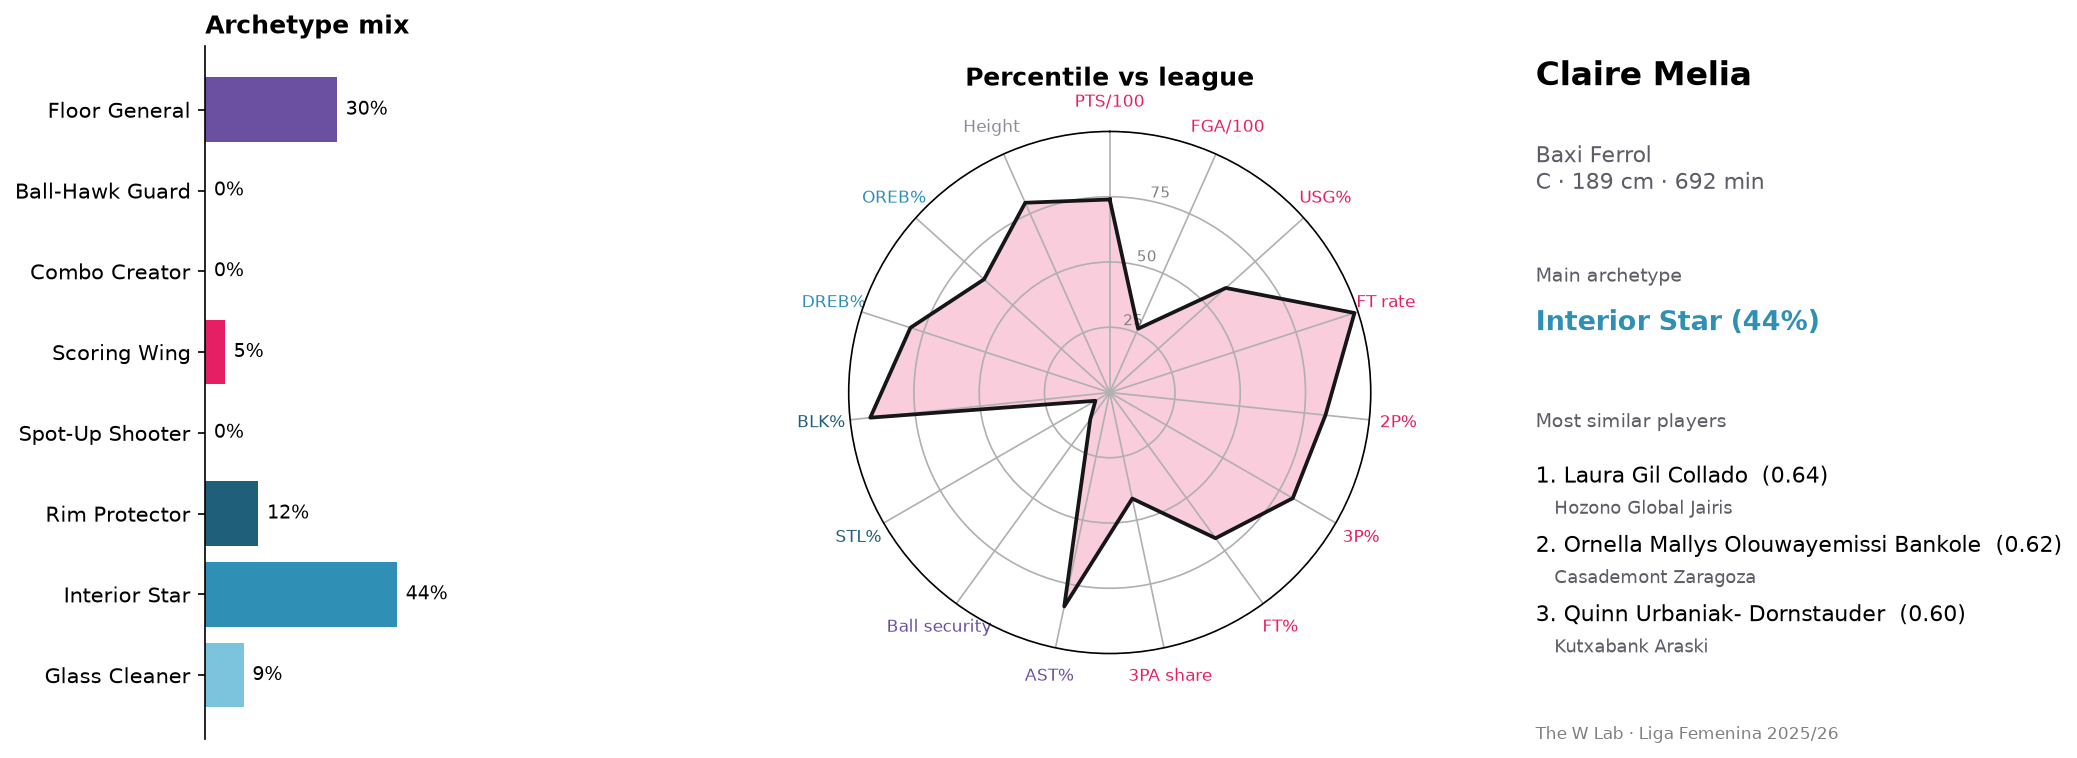 Archetype mix
Floor General
30%
Ball-Hawk Guard
0%
Combo Creator
0%
Scoring Wing
5%
Spot-Up Shooter
0%
Rim Protector
12%
Interior Star
44%
Glass Cleaner
9%
Percentile vs league
PTS/100
FGA/100
USG%
FT rate
2P%
3P%
FT%
3PA share
AST%
Ball security
STL%
BLK%
DREB%
OREB%
Height
75
50
25
Claire Melia
Baxi Ferrol
C · 189 cm · 692 min
Main archetype
Interior Star (44%)
Most similar players
1. Laura Gil Collado (0.64)
Hozono Global Jairis
2. Ornella Mallys Olouwayemissi Bankole (0.62)
Casademont Zaragoza
3. Quinn Urbaniak- Dornstauder (0.60)
Kutxabank Araski
The W Lab · Liga Femenina 2025/26